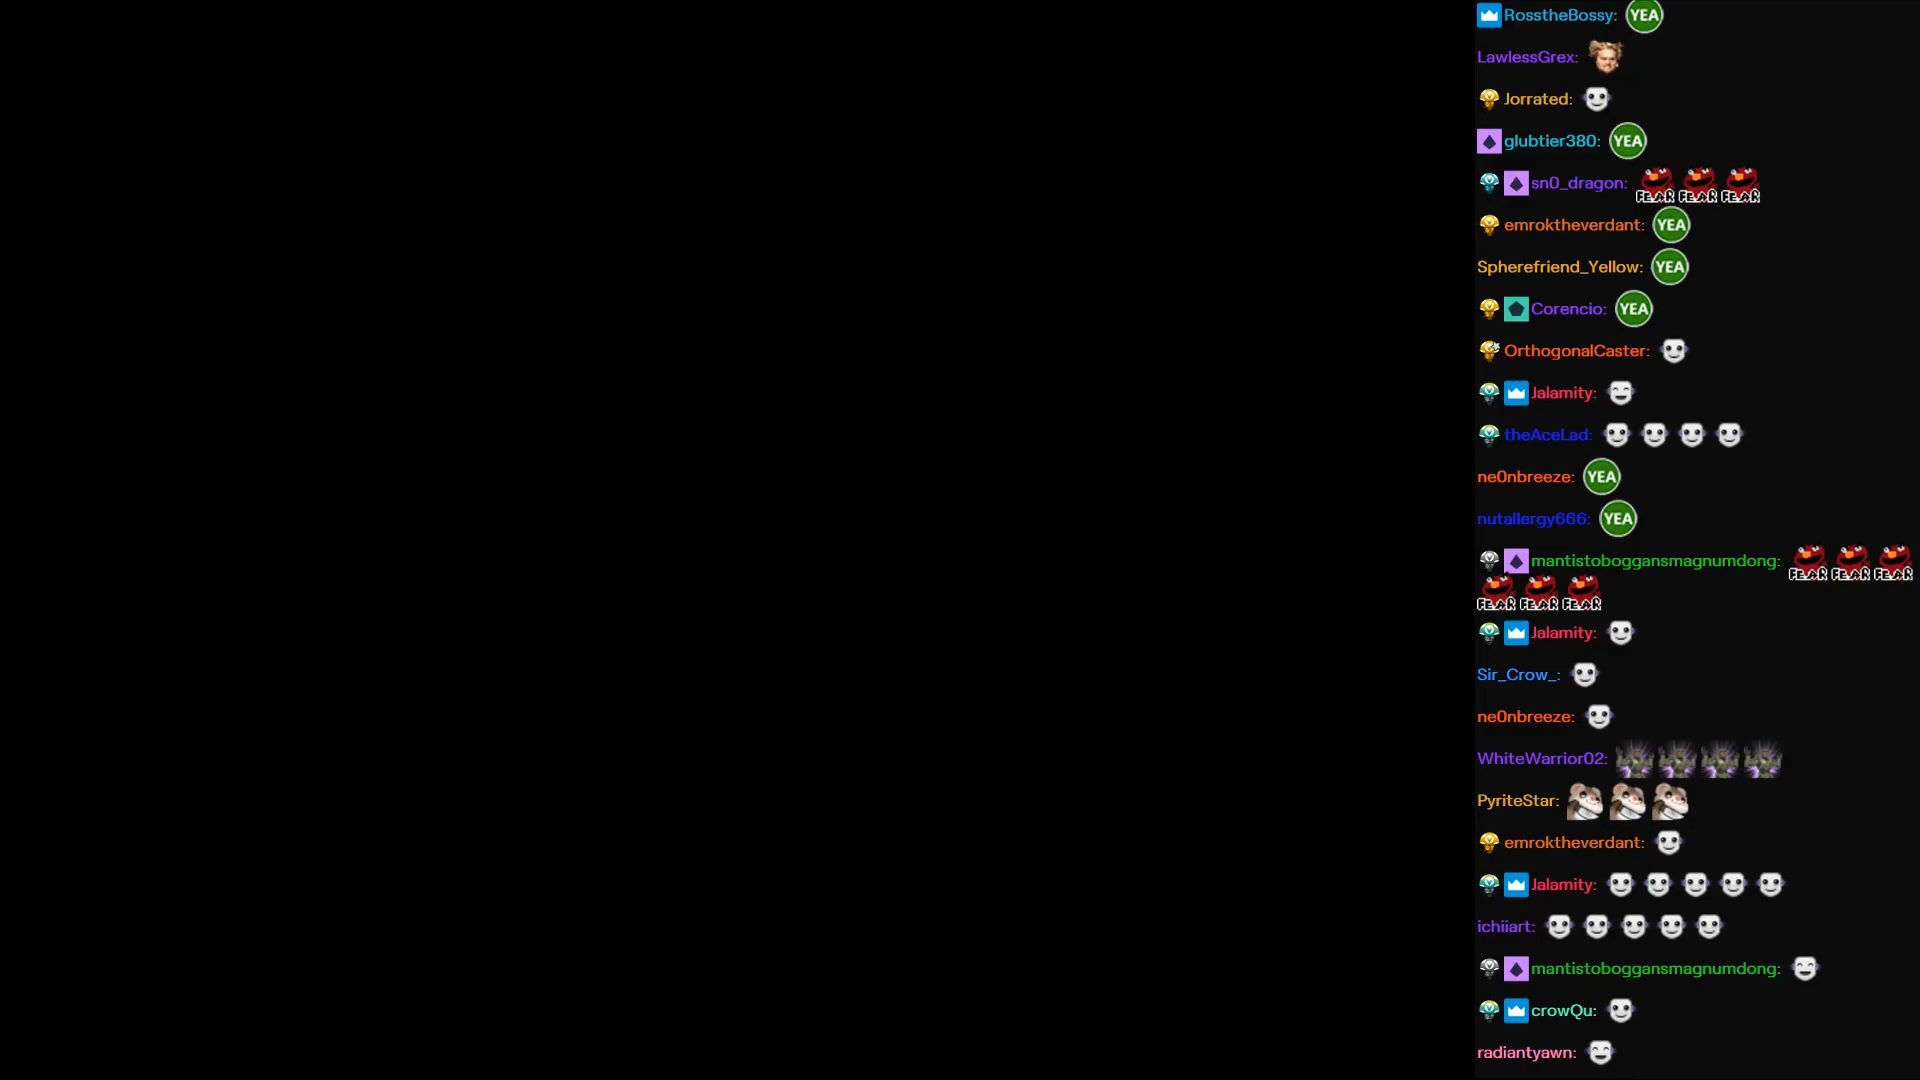 RosstheBossy: YEA
LawlessGrex:
Jorrated:
glubtier380: YEA
sn0_dragon: FEAR FEAR FEAR
emroktheverdant: YEA
Spherefriend_Yellow: YEA
Corencio: YEA
OrthogonalCaster:
Jalamity:
theAceLad:
ne0nbreeze: YEA
nutallergy666: YEA
mantistoboggansmagnumdong: FEAR FEAR FEAR
FEAR FEAR FEAR
Jalamity:
Sir_Crow_:
ne0nbreeze:
WhiteWarrior02:
PyriteStar:
emroktheverdant:
Jalamity:
ichiiart:
mantistoboggansmagnumdong:
crowQu:
radiantyawn: